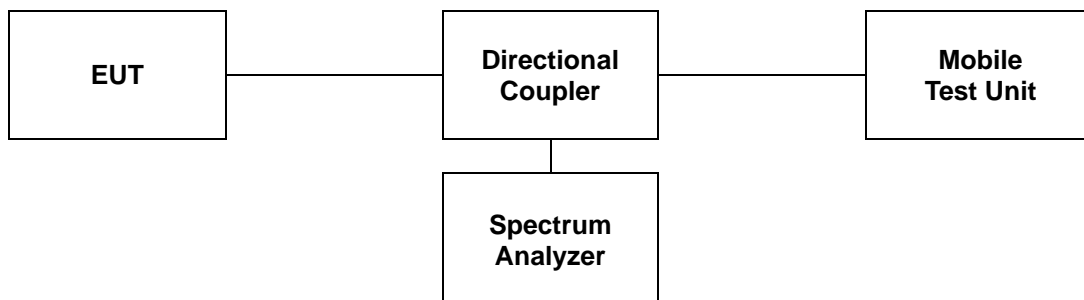 EUT
Directional
Coupler
Mobile
Test Unit
Spectrum
Analyzer